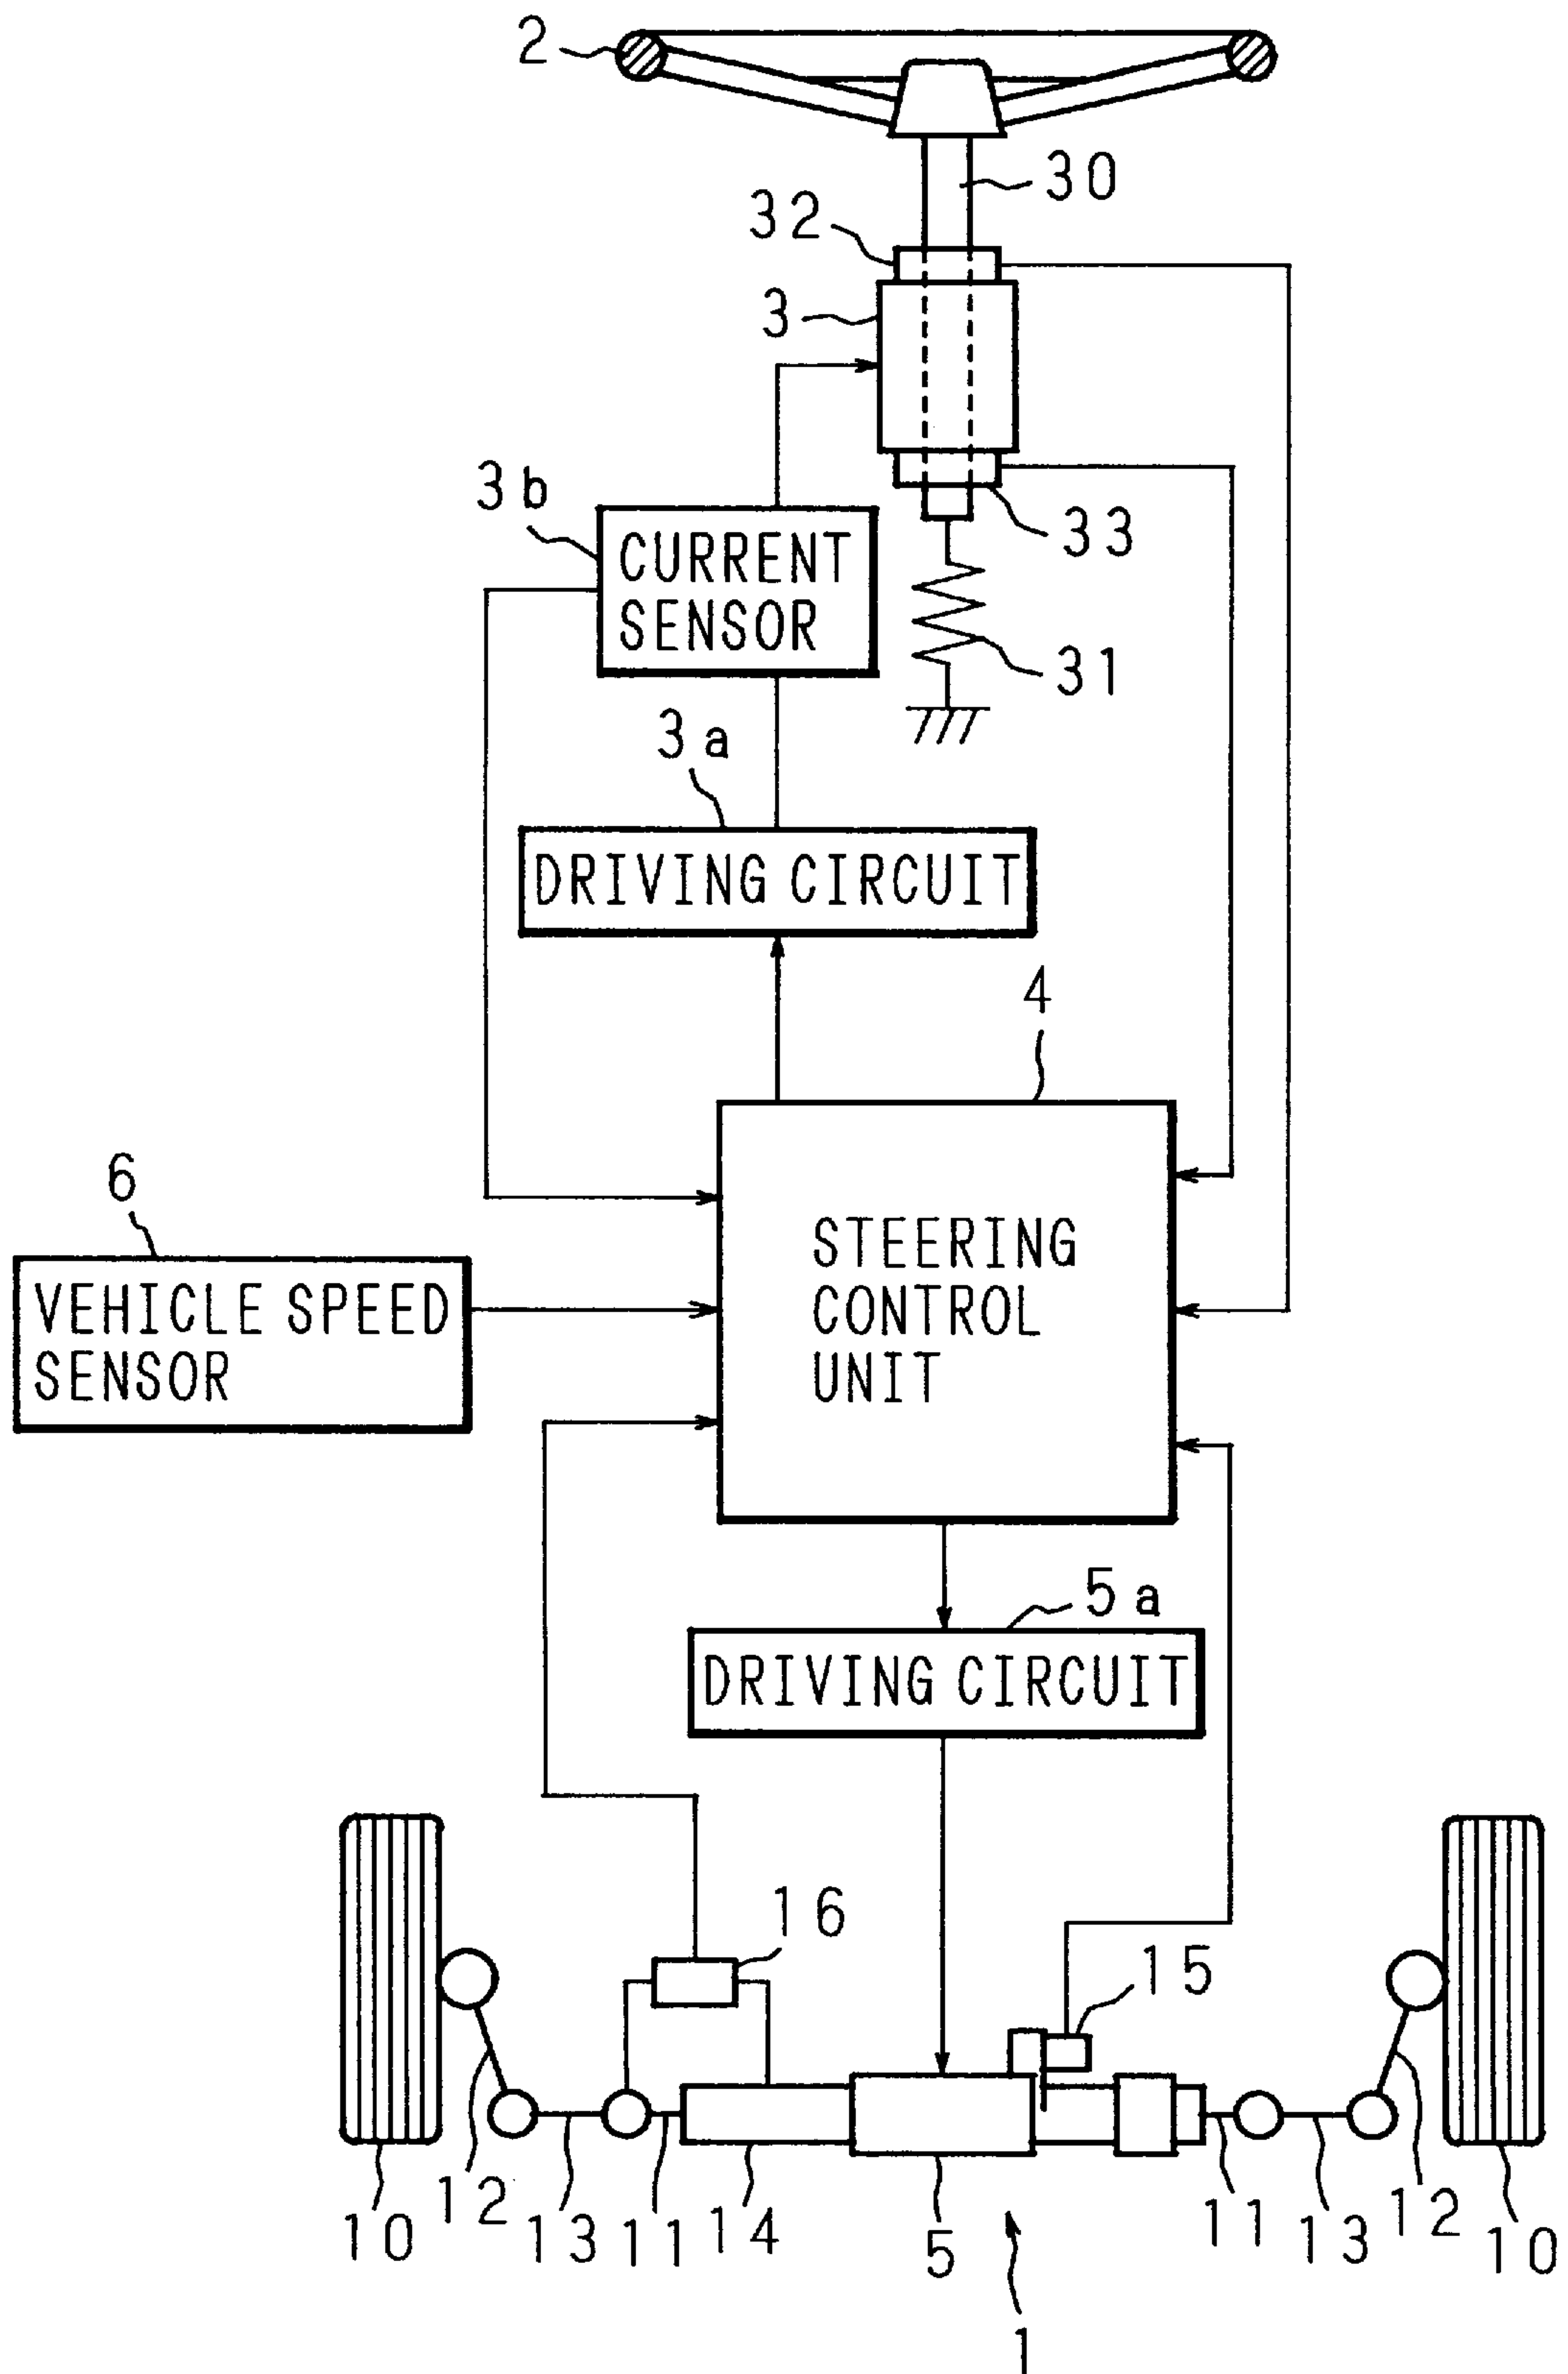 2
30
32
3
3b
CURRENT
SENSOR
33
31
3a
DRIVING CIRCUIT
4
6
VEHICLE SPEED
SENSOR
STEERING
CONTROL
UNIT
5a
DRIVING CIRCUIT
16
15
12
12
10
13
11
14
5
11
13
10
1